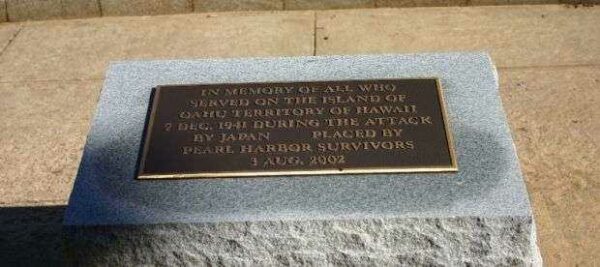 IN MEMORY OF ALL WHO
SERVED ON THE ISLAND OF
OAHU TERRITORY OF HAWAII
7 DEC. 1941 DURING THE ATTACK
BY JAPAN PLACED BY
PEARL HARBOR SURVIVORS
3 AUG. 2002